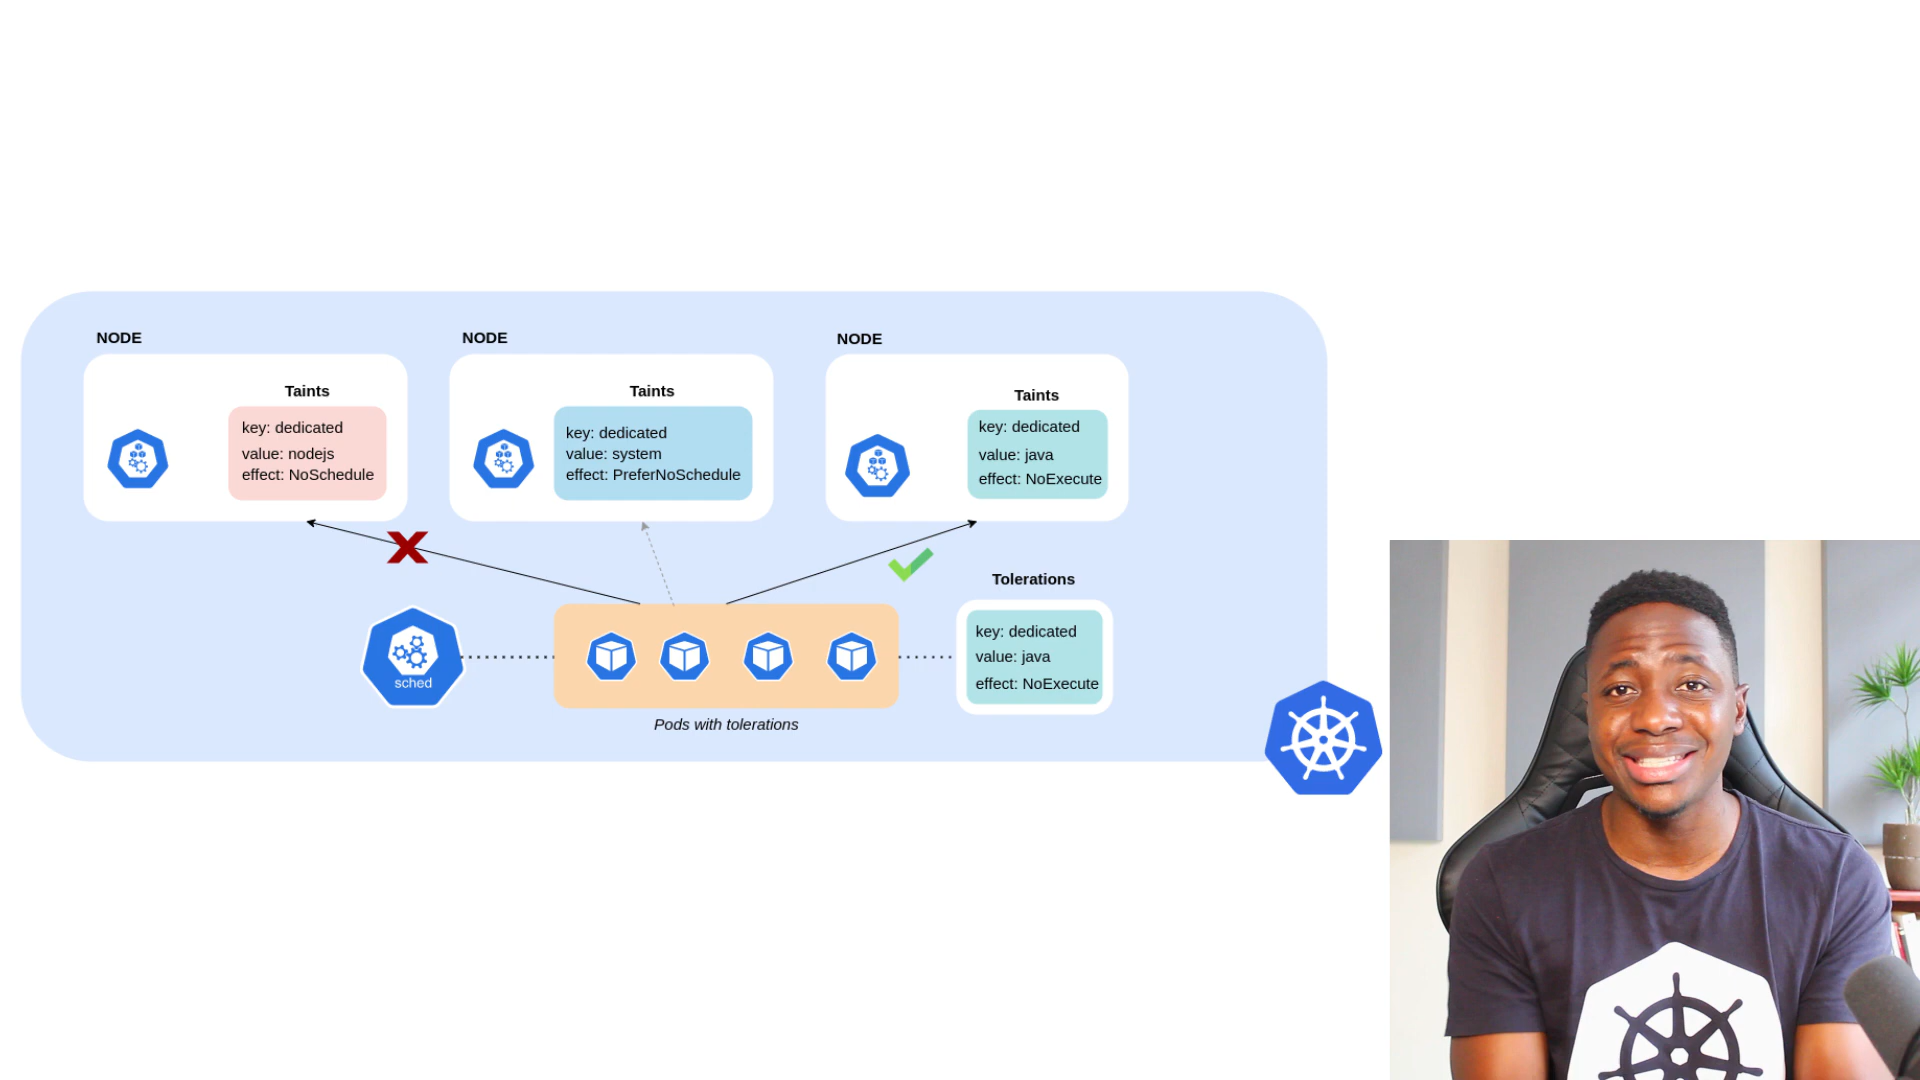 NODE
NODE
NODE
Taints
key: dedicated
value: nodejs
effect: NoSchedule
Taints
key: dedicated
value: system
effect: PreferNoSchedule
Taints
key: dedicated
value: java
effect: NoExecute
sched
Pods with tolerations
Tolerations
key: dedicated
value: java
effect: NoExecute